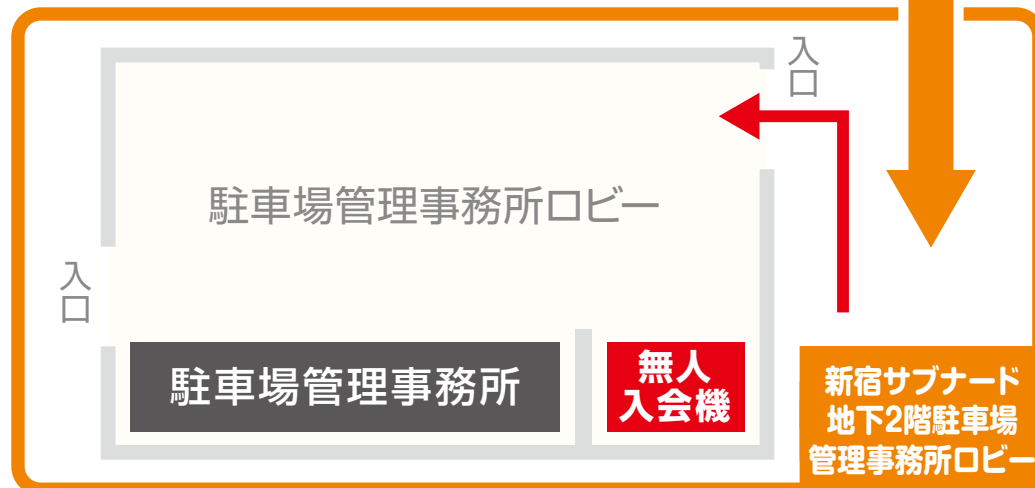 入口
駐車場管理事務所ロビー
入口
駐車場管理事務所
無人
入会機
新宿サブナード
地下2階駐車場
管理事務所ロビー